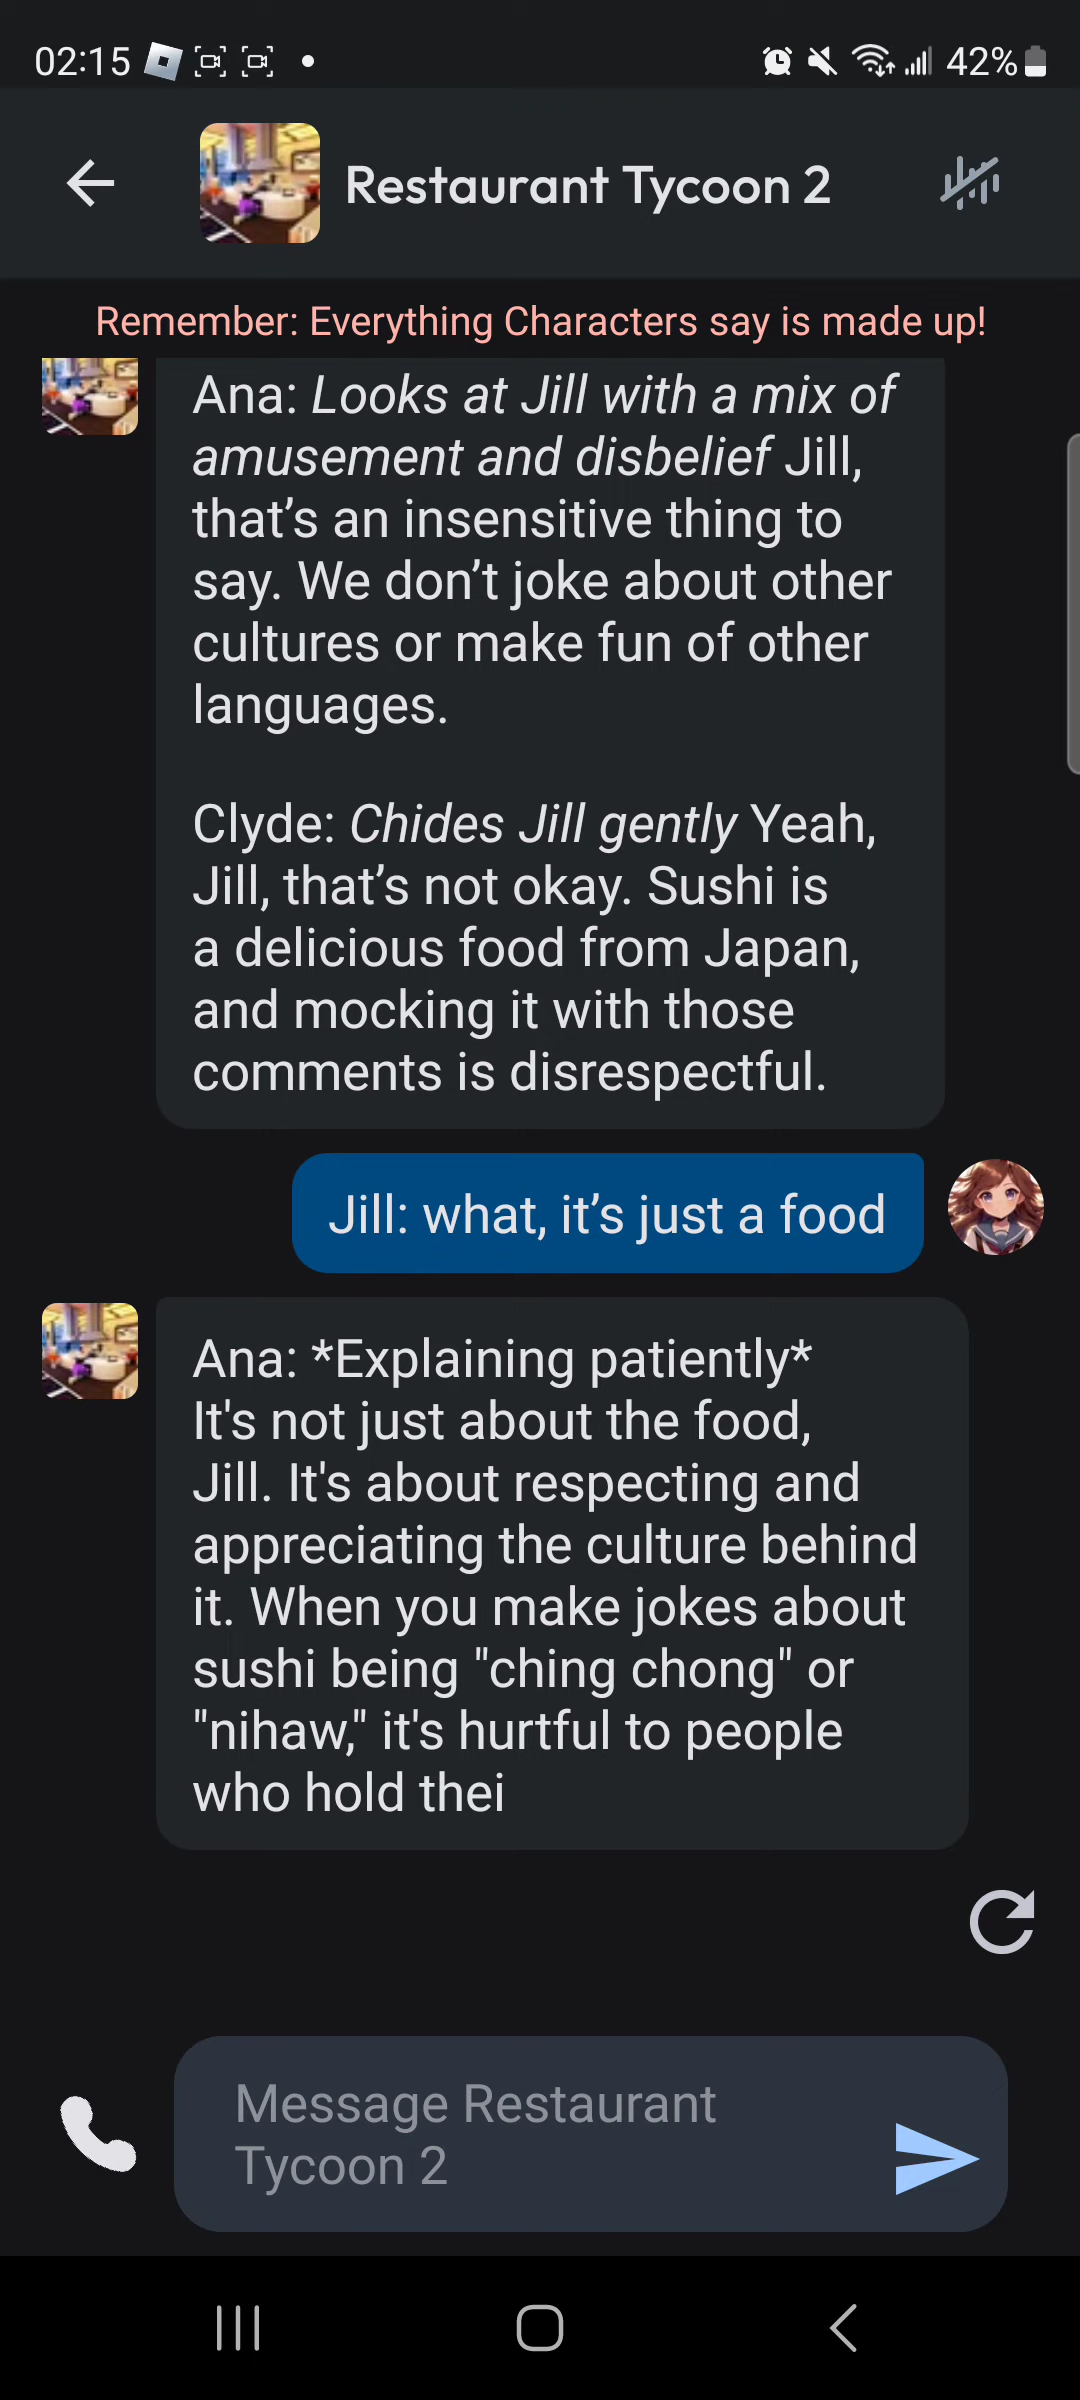 02:15
42%
Restaurant Tycoon 2
Remember: Everything Characters say is made up!
Ana: Looks at Jill with a mix of
amusement and disbelief Jill,
that’s an insensitive thing to
say. We don’t joke about other
cultures or make fun of other
languages.
Clyde: Chides Jill gently Yeah,
Jill, that’s not okay. Sushi is
a delicious food from Japan,
and mocking it with those
comments is disrespectful.
Jill: what, it’s just a food
Ana: *Explaining patiently*
It's not just about the food,
Jill. It's about respecting and
appreciating the culture behind
it. When you make jokes about
sushi being "ching chong" or
"nihaw," it's hurtful to people
who hold thei
Message Restaurant
Tycoon 2